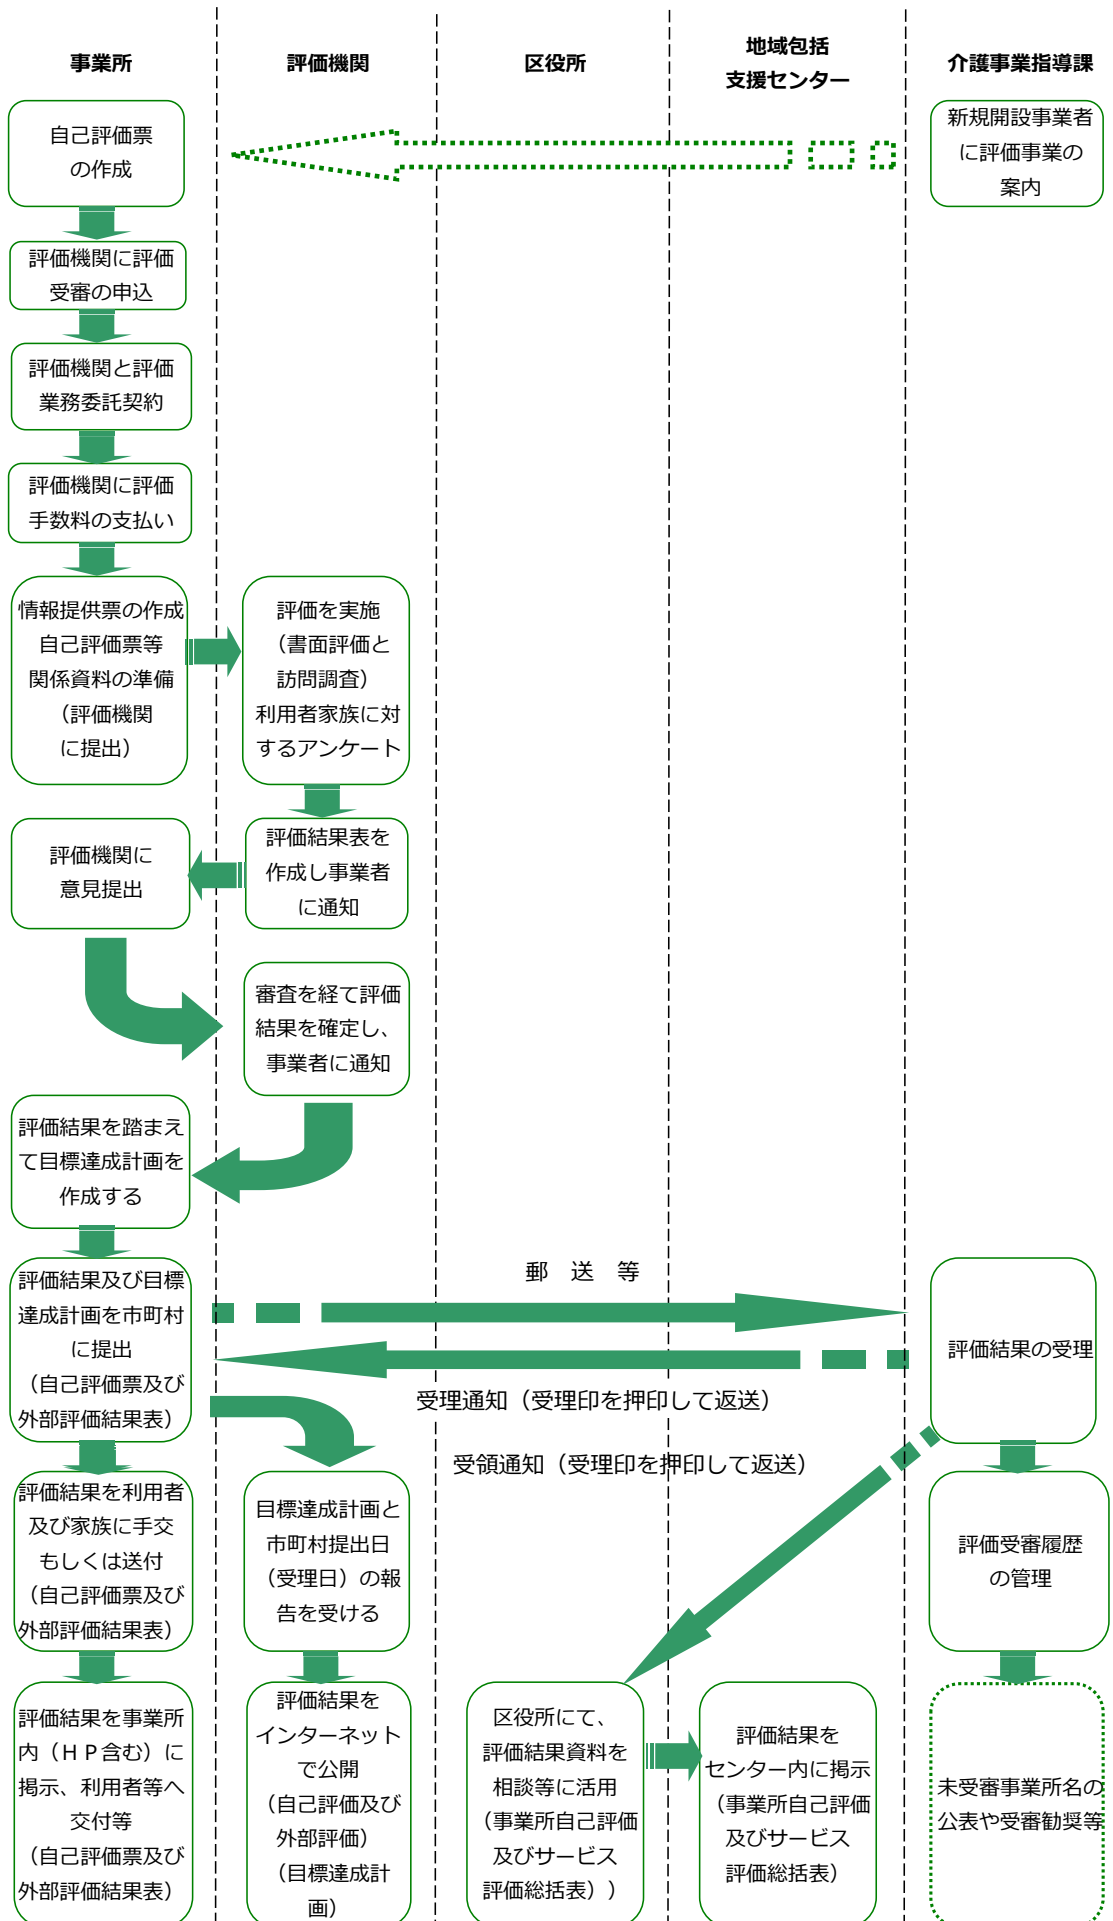 事業所
評価機関
区役所
地域包括
支援センター
介護事業指導課
自己評価票
の作成
新規開設事業者
に評価事業の
案内
評価機関に評価
受審の申込
評価機関と評価
業務委託契約
評価機関に評価
手数料の支払い
情報提供票の作成
自己評価票等
関係資料の準備
（評価機関
に提出）
評価を実施
（書面評価と
訪問調査）
利用者家族に対
するアンケート
評価機関に
意見提出
評価結果表を
作成し事業者
に通知
審査を経て評価
結果を確定し、
事業者に通知
評価結果を踏まえ
て目標達成計画を
作成する
評価結果及び目標
達成計画を市町村
に提出
（自己評価票及び
外部評価結果表）
郵　送　等
評価結果の受理
受理通知（受理印を押印して返送）
受領通知（受理印を押印して返送）
評価結果を利用者
及び家族に手交
もしくは送付
（自己評価票及び
外部評価結果表）
目標達成計画と
市町村提出日
（受理日）の報
告を受ける
評価受審履歴
の管理
評価結果を事業所
内（ＨＰ含む）に
掲示、利用者等へ
交付等
（自己評価票及び
外部評価結果表）
評価結果を
インターネット
で公開
（自己評価及び
外部評価）
（目標達成計
画）
区役所にて、
評価結果資料を
相談等に活用
（事業所自己評価
及びサービス
評価総括表））
評価結果を
センター内に掲示
（事業所自己評価
及びサービス
評価総括表）
未受審事業所名の
公表や受審勧奨等